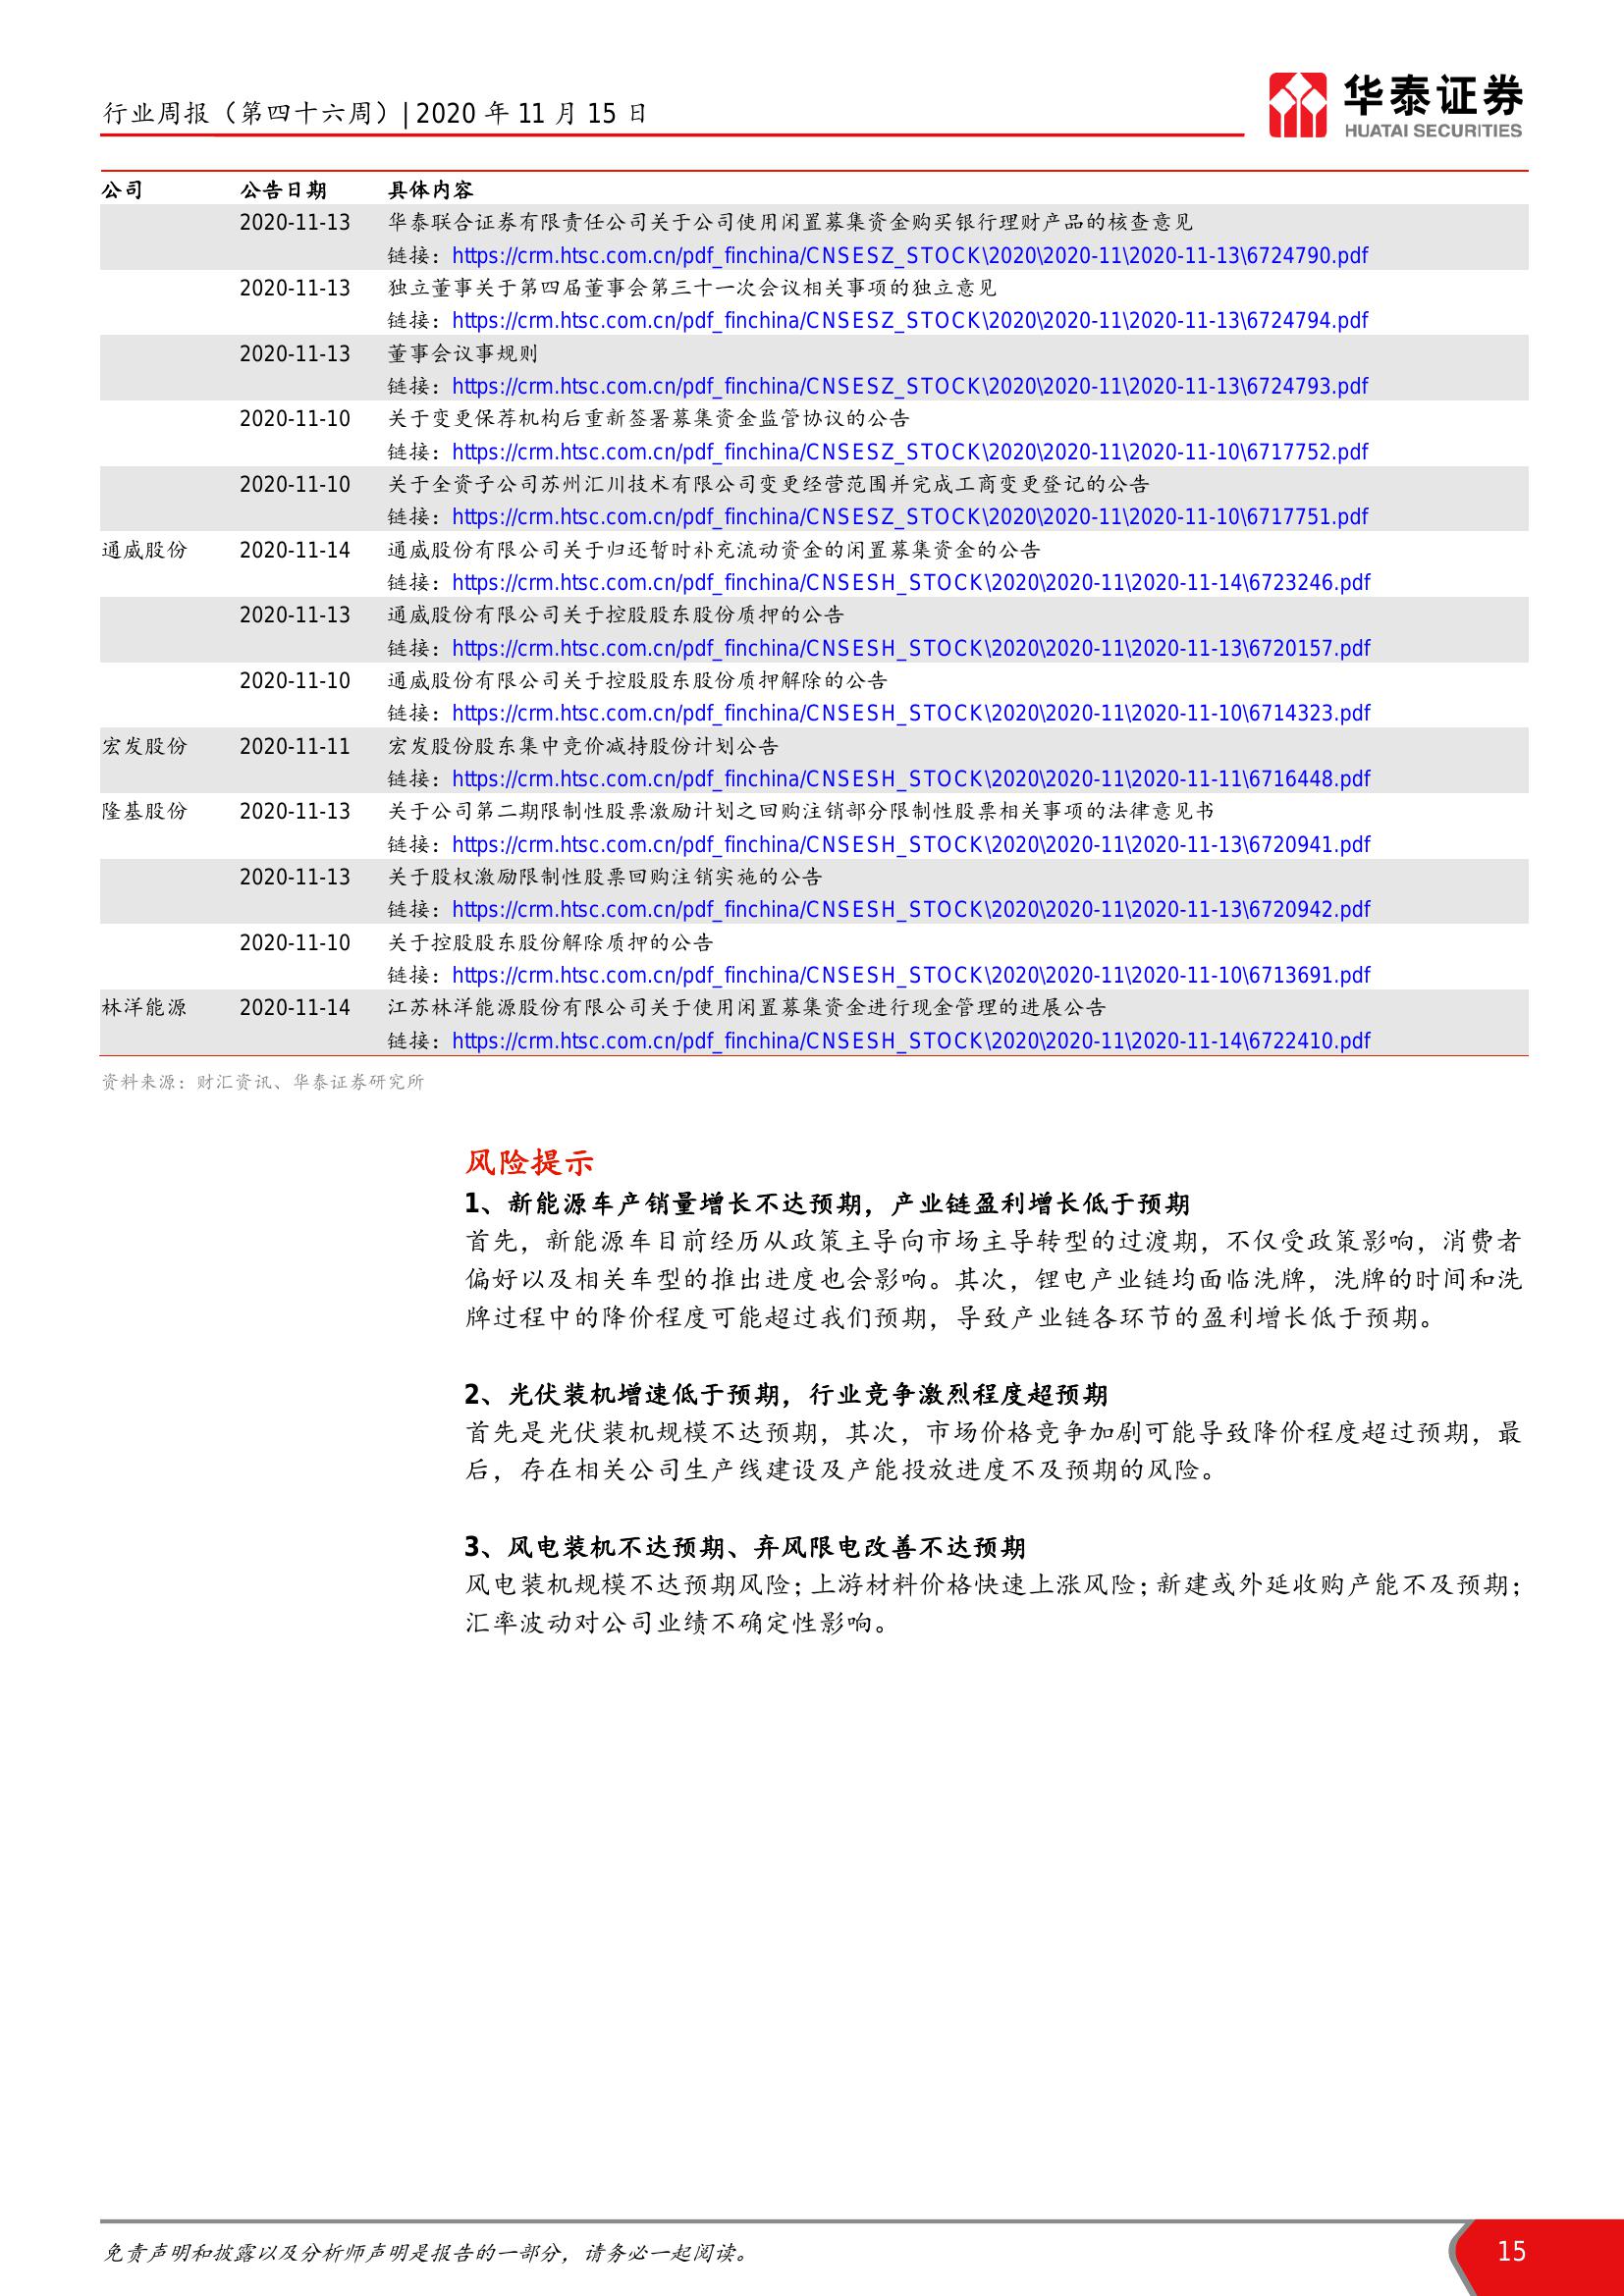 行业周报（第四十六周）| 2020 年 11 月 15 日
华泰证券
HUATAI SECURITIES
公司 公告日期 具体内容
2020-11-13 华泰联合证券有限责任公司关于公司使用闲置募集资金购买银行理财产品的核查意见
链接：https://crm.htsc.com.cn/pdf_finchina/CNSESZ_STOCK\2020\2020-11\2020-11-13\6724790.pdf
2020-11-13 独立董事关于第四届董事会第三十一次会议相关事项的独立意见
链接：https://crm.htsc.com.cn/pdf_finchina/CNSESZ_STOCK\2020\2020-11\2020-11-13\6724794.pdf
2020-11-13 董事会议事规则
链接：https://crm.htsc.com.cn/pdf_finchina/CNSESZ_STOCK\2020\2020-11\2020-11-13\6724793.pdf
2020-11-10 关于变更保荐机构后重新签署募集资金监管协议的公告
链接：https://crm.htsc.com.cn/pdf_finchina/CNSESZ_STOCK\2020\2020-11\2020-11-10\6717752.pdf
2020-11-10 关于全资子公司苏州汇川技术有限公司变更经营范围并完成工商变更登记的公告
链接：https://crm.htsc.com.cn/pdf_finchina/CNSESZ_STOCK\2020\2020-11\2020-11-10\6717751.pdf
通威股份 2020-11-14 通威股份有限公司关于归还暂时补充流动资金的闲置募集资金的公告
链接：https://crm.htsc.com.cn/pdf_finchina/CNSESH_STOCK\2020\2020-11\2020-11-14\6723246.pdf
2020-11-13 通威股份有限公司关于控股股东股份质押的公告
链接：https://crm.htsc.com.cn/pdf_finchina/CNSESH_STOCK\2020\2020-11\2020-11-13\6720157.pdf
2020-11-10 通威股份有限公司关于控股股东股份质押解除的公告
链接：https://crm.htsc.com.cn/pdf_finchina/CNSESH_STOCK\2020\2020-11\2020-11-10\6714323.pdf
宏发股份 2020-11-11 宏发股份股东集中竞价减持股份计划公告
链接：https://crm.htsc.com.cn/pdf_finchina/CNSESH_STOCK\2020\2020-11\2020-11-11\6716448.pdf
隆基股份 2020-11-13 关于公司第二期限制性股票激励计划之回购注销部分限制性股票相关事项的法律意见书
链接：https://crm.htsc.com.cn/pdf_finchina/CNSESH_STOCK\2020\2020-11\2020-11-13\6720941.pdf
2020-11-13 关于股权激励限制性股票回购注销实施的公告
链接：https://crm.htsc.com.cn/pdf_finchina/CNSESH_STOCK\2020\2020-11\2020-11-13\6720942.pdf
2020-11-10 关于控股股东股份解除质押的公告
链接：https://crm.htsc.com.cn/pdf_finchina/CNSESH_STOCK\2020\2020-11\2020-11-10\6713691.pdf
林洋能源 2020-11-14 江苏林洋能源股份有限公司关于使用闲置募集资金进行现金管理的进展公告
链接：https://crm.htsc.com.cn/pdf_finchina/CNSESH_STOCK\2020\2020-11\2020-11-14\6722410.pdf
资料来源：财汇资讯、华泰证券研究所
风险提示
1、新能源车产销量增长不达预期，产业链盈利增长低于预期
首先，新能源车目前经历从政策主导向市场主导转型的过渡期，不仅受政策影响，消费者
偏好以及相关车型的推出进度也会影响。其次，锂电产业链均面临洗牌，洗牌的时间和洗
牌过程中的降价程度可能超过我们预期，导致产业链各环节的盈利增长低于预期。
2、光伏装机增速低于预期，行业竞争激烈程度超预期
首先是光伏装机规模不达预期，其次，市场价格竞争加剧可能导致降价程度超过预期，最
后，存在相关公司生产线建设及产能投放进度不及预期的风险。
3、风电装机不达预期、弃风限电改善不达预期
风电装机规模不达预期风险；上游材料价格快速上涨风险；新建或外延收购产能不及预期；
汇率波动对公司业绩不确定性影响。
免责声明和披露以及分析师声明是报告的一部分，请务必一起阅读。
15